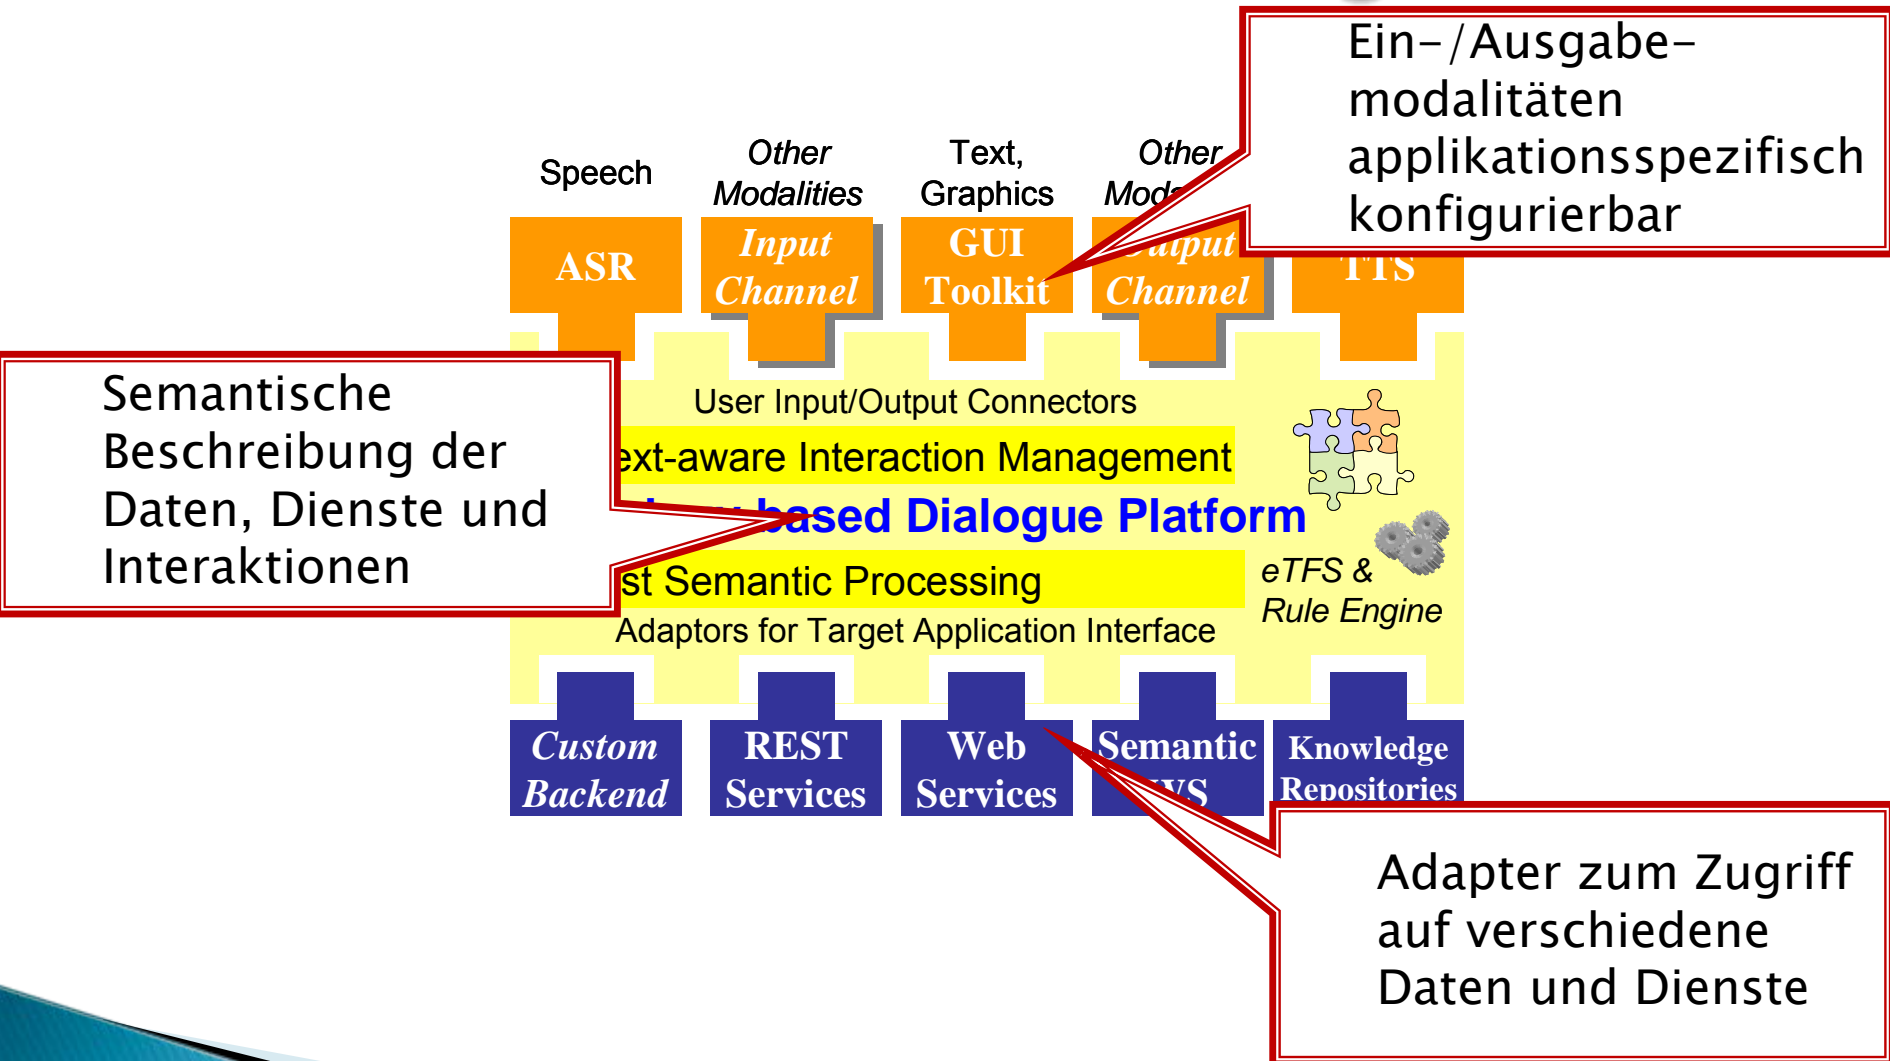 Ein-/Ausgabe-
modalitäten
applikationsspezifisch
konfigurierbar
Speech
Other
Modalities
Text,
Graphics
Other
ASR
Input
Channel
GUI
Toolkit
Output
Channel
TTS
Semantische
Beschreibung der
Daten, Dienste und
Interaktionen
User Input/Output Connectors
ext-aware Interaction Management
based Dialogue Platform
st Semantic Processing
eTFS &
Rule Engine
Adaptors for Target Application Interface
Custom
Backend
REST
Services
Web
Services
Semantic
WS
Knowledge
Repositories
Adapter zum Zugriff
auf verschiedene
Daten und Dienste